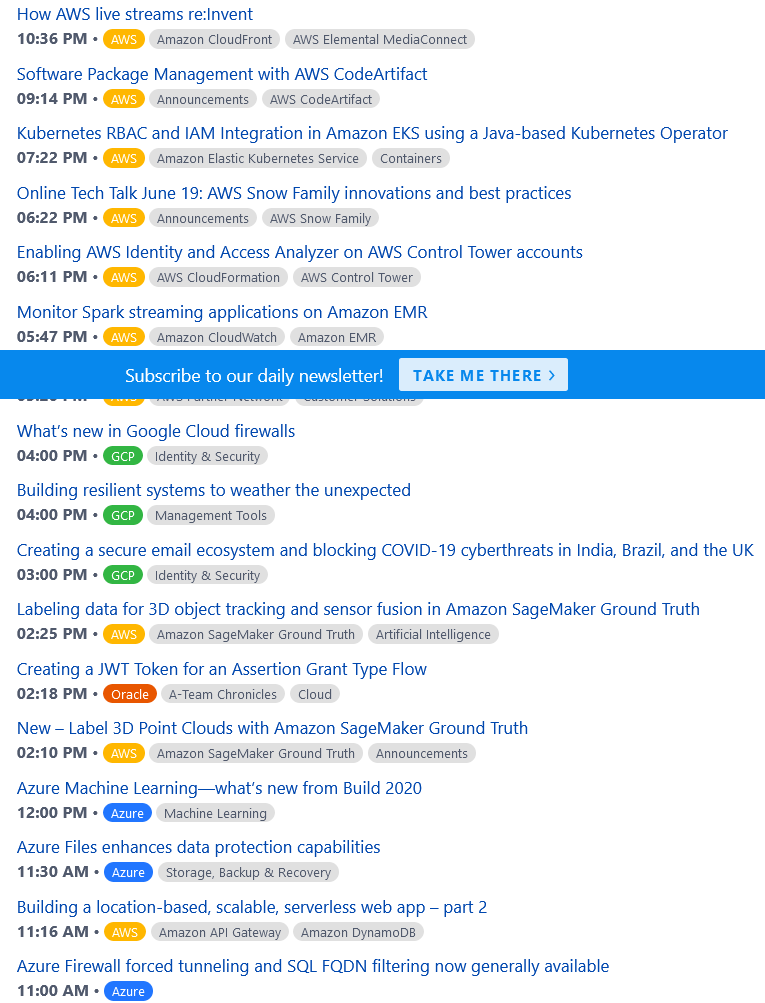 How AWS live streams re:Invent
10:36 PM • AWS Amazon CloudFront AWS Elemental MediaConnect
Software Package Management with AWS CodeArtifact
09:14 PM • AWS Announcements AWS CodeArtifact
Kubernetes RBAC and IAM Integration in Amazon EKS using a Java-based Kubernetes Operator
07:22 PM • AWS Amazon Elastic Kubernetes Service Containers
Online Tech Talk June 19: AWS Snow Family innovations and best practices
06:22 PM • AWS Announcements AWS Snow Family
Enabling AWS Identity and Access Analyzer on AWS Control Tower accounts
06:11 PM • AWS AWS CloudFormation AWS Control Tower
Monitor Spark streaming applications on Amazon EMR
05:47 PM • AWS Amazon CloudWatch Amazon EMR
Subscribe to our daily newsletter! TAKE ME THERE >
AWS Partner Network Customer Solutions
What’s new in Google Cloud firewalls
04:00 PM • GCP Identity & Security
Building resilient systems to weather the unexpected
04:00 PM • GCP Management Tools
Creating a secure email ecosystem and blocking COVID-19 cyberthreats in India, Brazil, and the UK
03:00 PM • GCP Identity & Security
Labeling data for 3D object tracking and sensor fusion in Amazon SageMaker Ground Truth
02:25 PM • AWS Amazon SageMaker Ground Truth Artificial Intelligence
Creating a JWT Token for an Assertion Grant Type Flow
02:18 PM • Oracle A-Team Chronicles Cloud
New – Label 3D Point Clouds with Amazon SageMaker Ground Truth
02:10 PM • AWS Amazon SageMaker Ground Truth Announcements
Azure Machine Learning—what’s new from Build 2020
12:00 PM • Azure Machine Learning
Azure Files enhances data protection capabilities
11:30 AM • Azure Storage, Backup & Recovery
Building a location-based, scalable, serverless web app – part 2
11:16 AM • AWS Amazon API Gateway Amazon DynamoDB
Azure Firewall forced tunneling and SQL FQDN filtering now generally available
11:00 AM • Azure